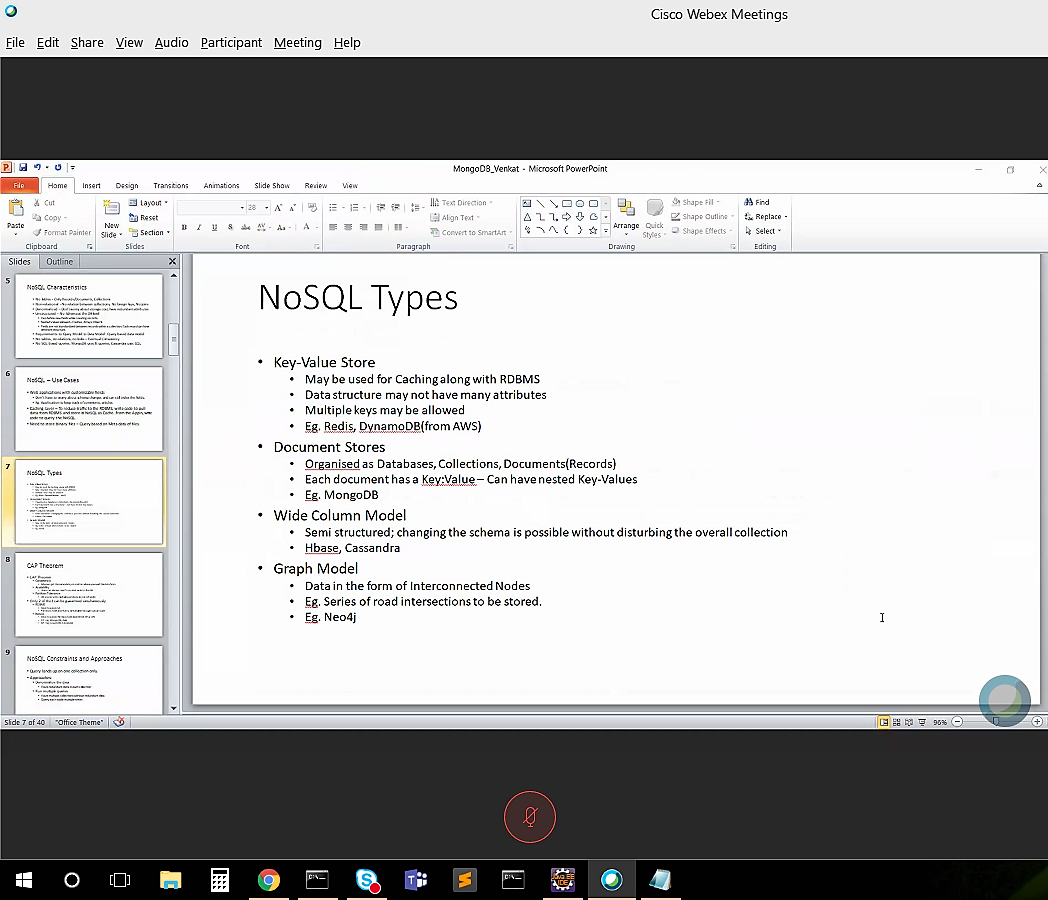 Cisco Webex Meetings
File Edit Share View Audio Participant Meeting Help
MongoDB_Venkat - Microsoft PowerPoint
File Home Insert Design Transitions Animations Slide Show Review View
Paste
Cut
Copy
Format Painter
Clipboard
New Slide
Layout
Reset
Section
Slides
28
Font
Text Direction
Align Text
Convert to SmartArt
Paragraph
Arrange
Quick Styles
Shape Fill
Shape Outline
Shape Effects
Drawing
Find
Replace
Select
Editing
Slides Outline
5
NoSQL Characteristics
6
NoSQL – Use Cases
7
NoSQL Types
8
CAP Theorem
9
NoSQL Constraints and Approaches
NoSQL Types
• Key-Value Store
• May be used for Caching along with RDBMS
• Data structure may not have many attributes
• Multiple keys may be allowed
• Eg. Redis, DynamoDB(from AWS)
• Document Stores
• Organised as Databases, Collections, Documents(Records)
• Each document has a Key:Value – Can have nested Key-Values
• Eg. MongoDB
• Wide Column Model
• Semi structured; changing the schema is possible without disturbing the overall collection
• Hbase, Cassandra
• Graph Model
• Data in the form of Interconnected Nodes
• Eg. Series of road intersections to be stored.
• Eg. Neo4j
Slide 7 of 40 "Office Theme" 96%